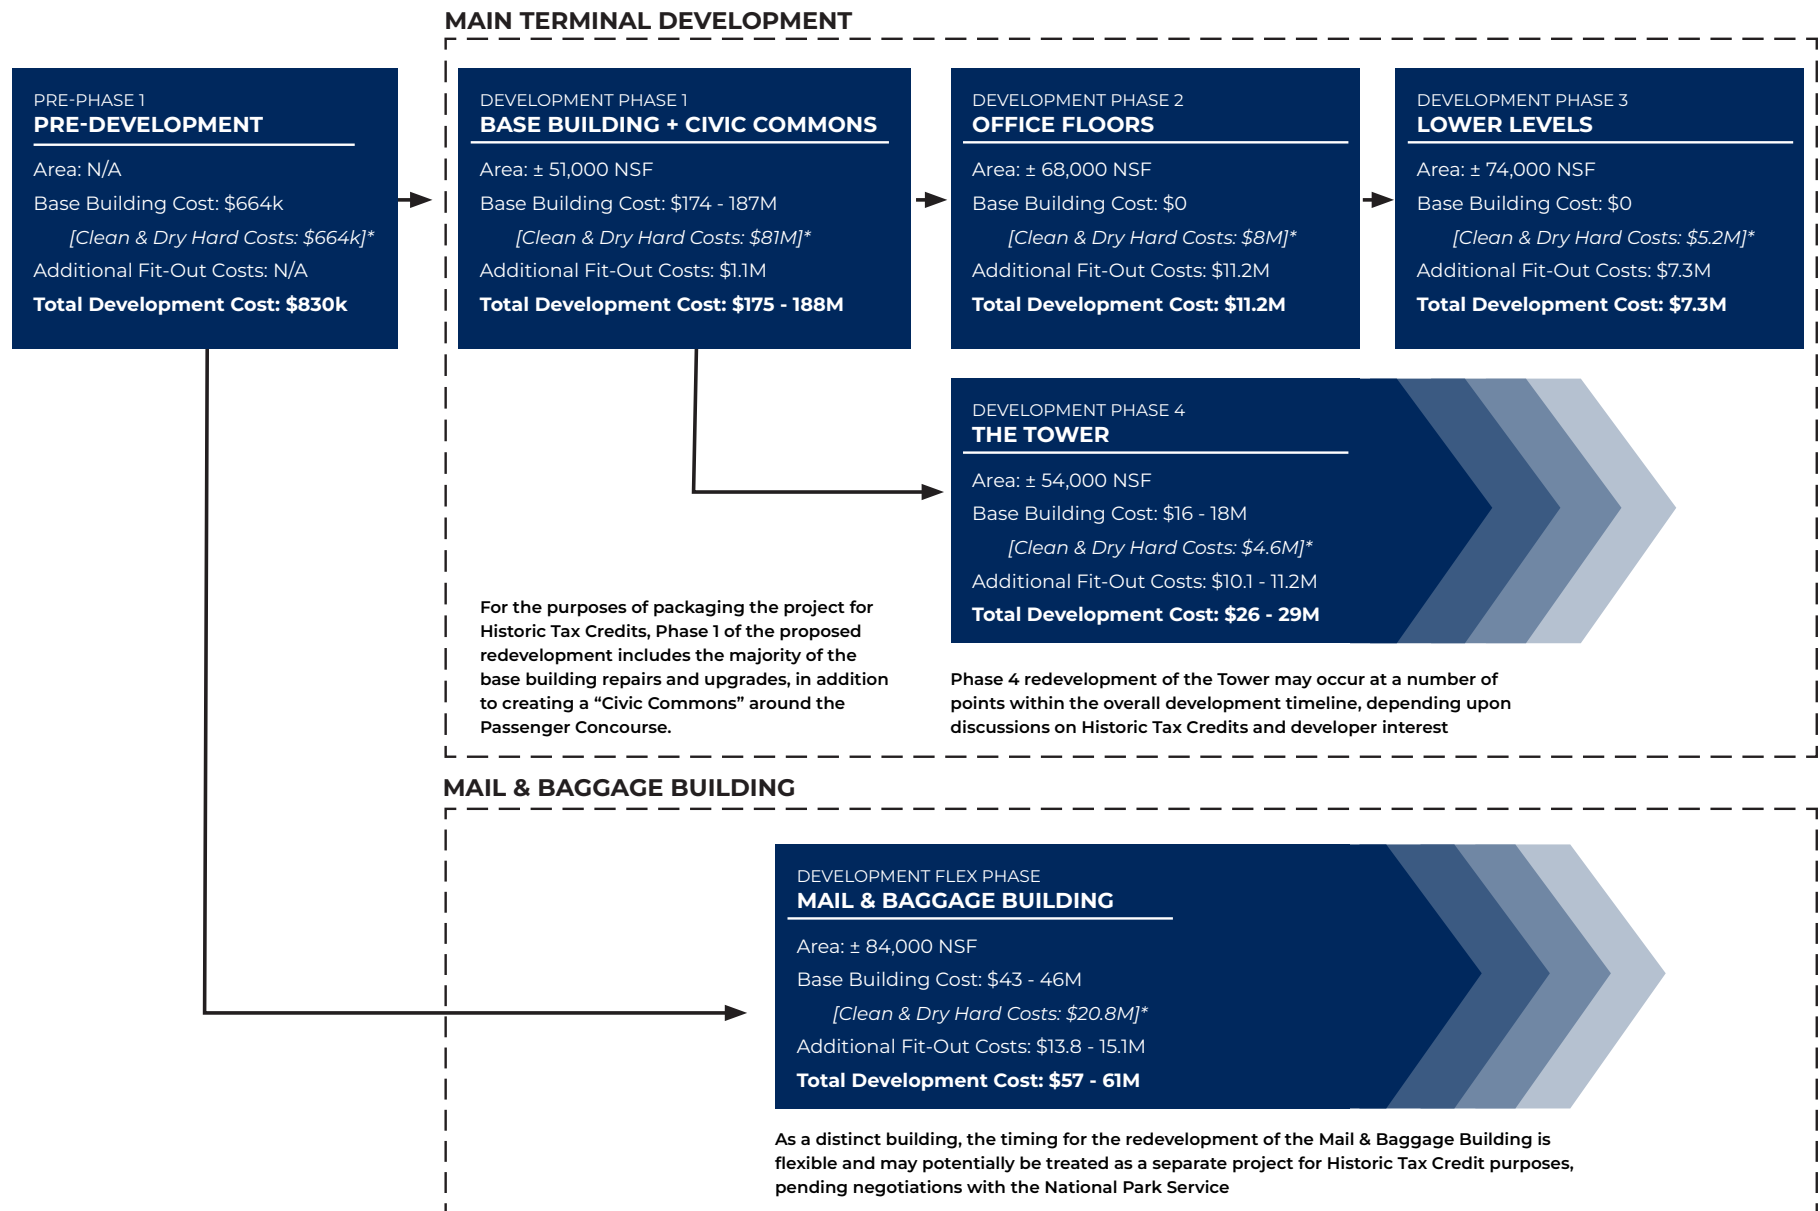 MAIN TERMINAL DEVELOPMENT
PRE-PHASE 1
PRE-DEVELOPMENT
Area: N/A
Base Building Cost: $664k
[Clean & Dry Hard Costs: $664k]*
Additional Fit-Out Costs: N/A
Total Development Cost: $830k
DEVELOPMENT PHASE 1
BASE BUILDING + CIVIC COMMONS
Area: ± 51,000 NSF
Base Building Cost: $174 - 187M
[Clean & Dry Hard Costs: $81M]*
Additional Fit-Out Costs: $1.1M
Total Development Cost: $175 - 188M
DEVELOPMENT PHASE 2
OFFICE FLOORS
Area: ± 68,000 NSF
Base Building Cost: $0
[Clean & Dry Hard Costs: $8M]*
Additional Fit-Out Costs: $11.2M
Total Development Cost: $11.2M
DEVELOPMENT PHASE 3
LOWER LEVELS
Area: ± 74,000 NSF
Base Building Cost: $0
[Clean & Dry Hard Costs: $5.2M]*
Additional Fit-Out Costs: $7.3M
Total Development Cost: $7.3M
DEVELOPMENT PHASE 4
THE TOWER
Area: ± 54,000 NSF
Base Building Cost: $16 - 18M
[Clean & Dry Hard Costs: $4.6M]*
Additional Fit-Out Costs: $10.1 - 11.2M
Total Development Cost: $26 - 29M
For the purposes of packaging the project for
Historic Tax Credits, Phase 1 of the proposed
redevelopment includes the majority of the
base building repairs and upgrades, in addition
to creating a “Civic Commons” around the
Passenger Concourse.
Phase 4 redevelopment of the Tower may occur at a number of
points within the overall development timeline, depending upon
discussions on Historic Tax Credits and developer interest
MAIL & BAGGAGE BUILDING
DEVELOPMENT FLEX PHASE
MAIL & BAGGAGE BUILDING
Area: ± 84,000 NSF
Base Building Cost: $43 - 46M
[Clean & Dry Hard Costs: $20.8M]*
Additional Fit-Out Costs: $13.8 - 15.1M
Total Development Cost: $57 - 61M
As a distinct building, the timing for the redevelopment of the Mail & Baggage Building is
flexible and may potentially be treated as a separate project for Historic Tax Credit purposes,
pending negotiations with the National Park Service